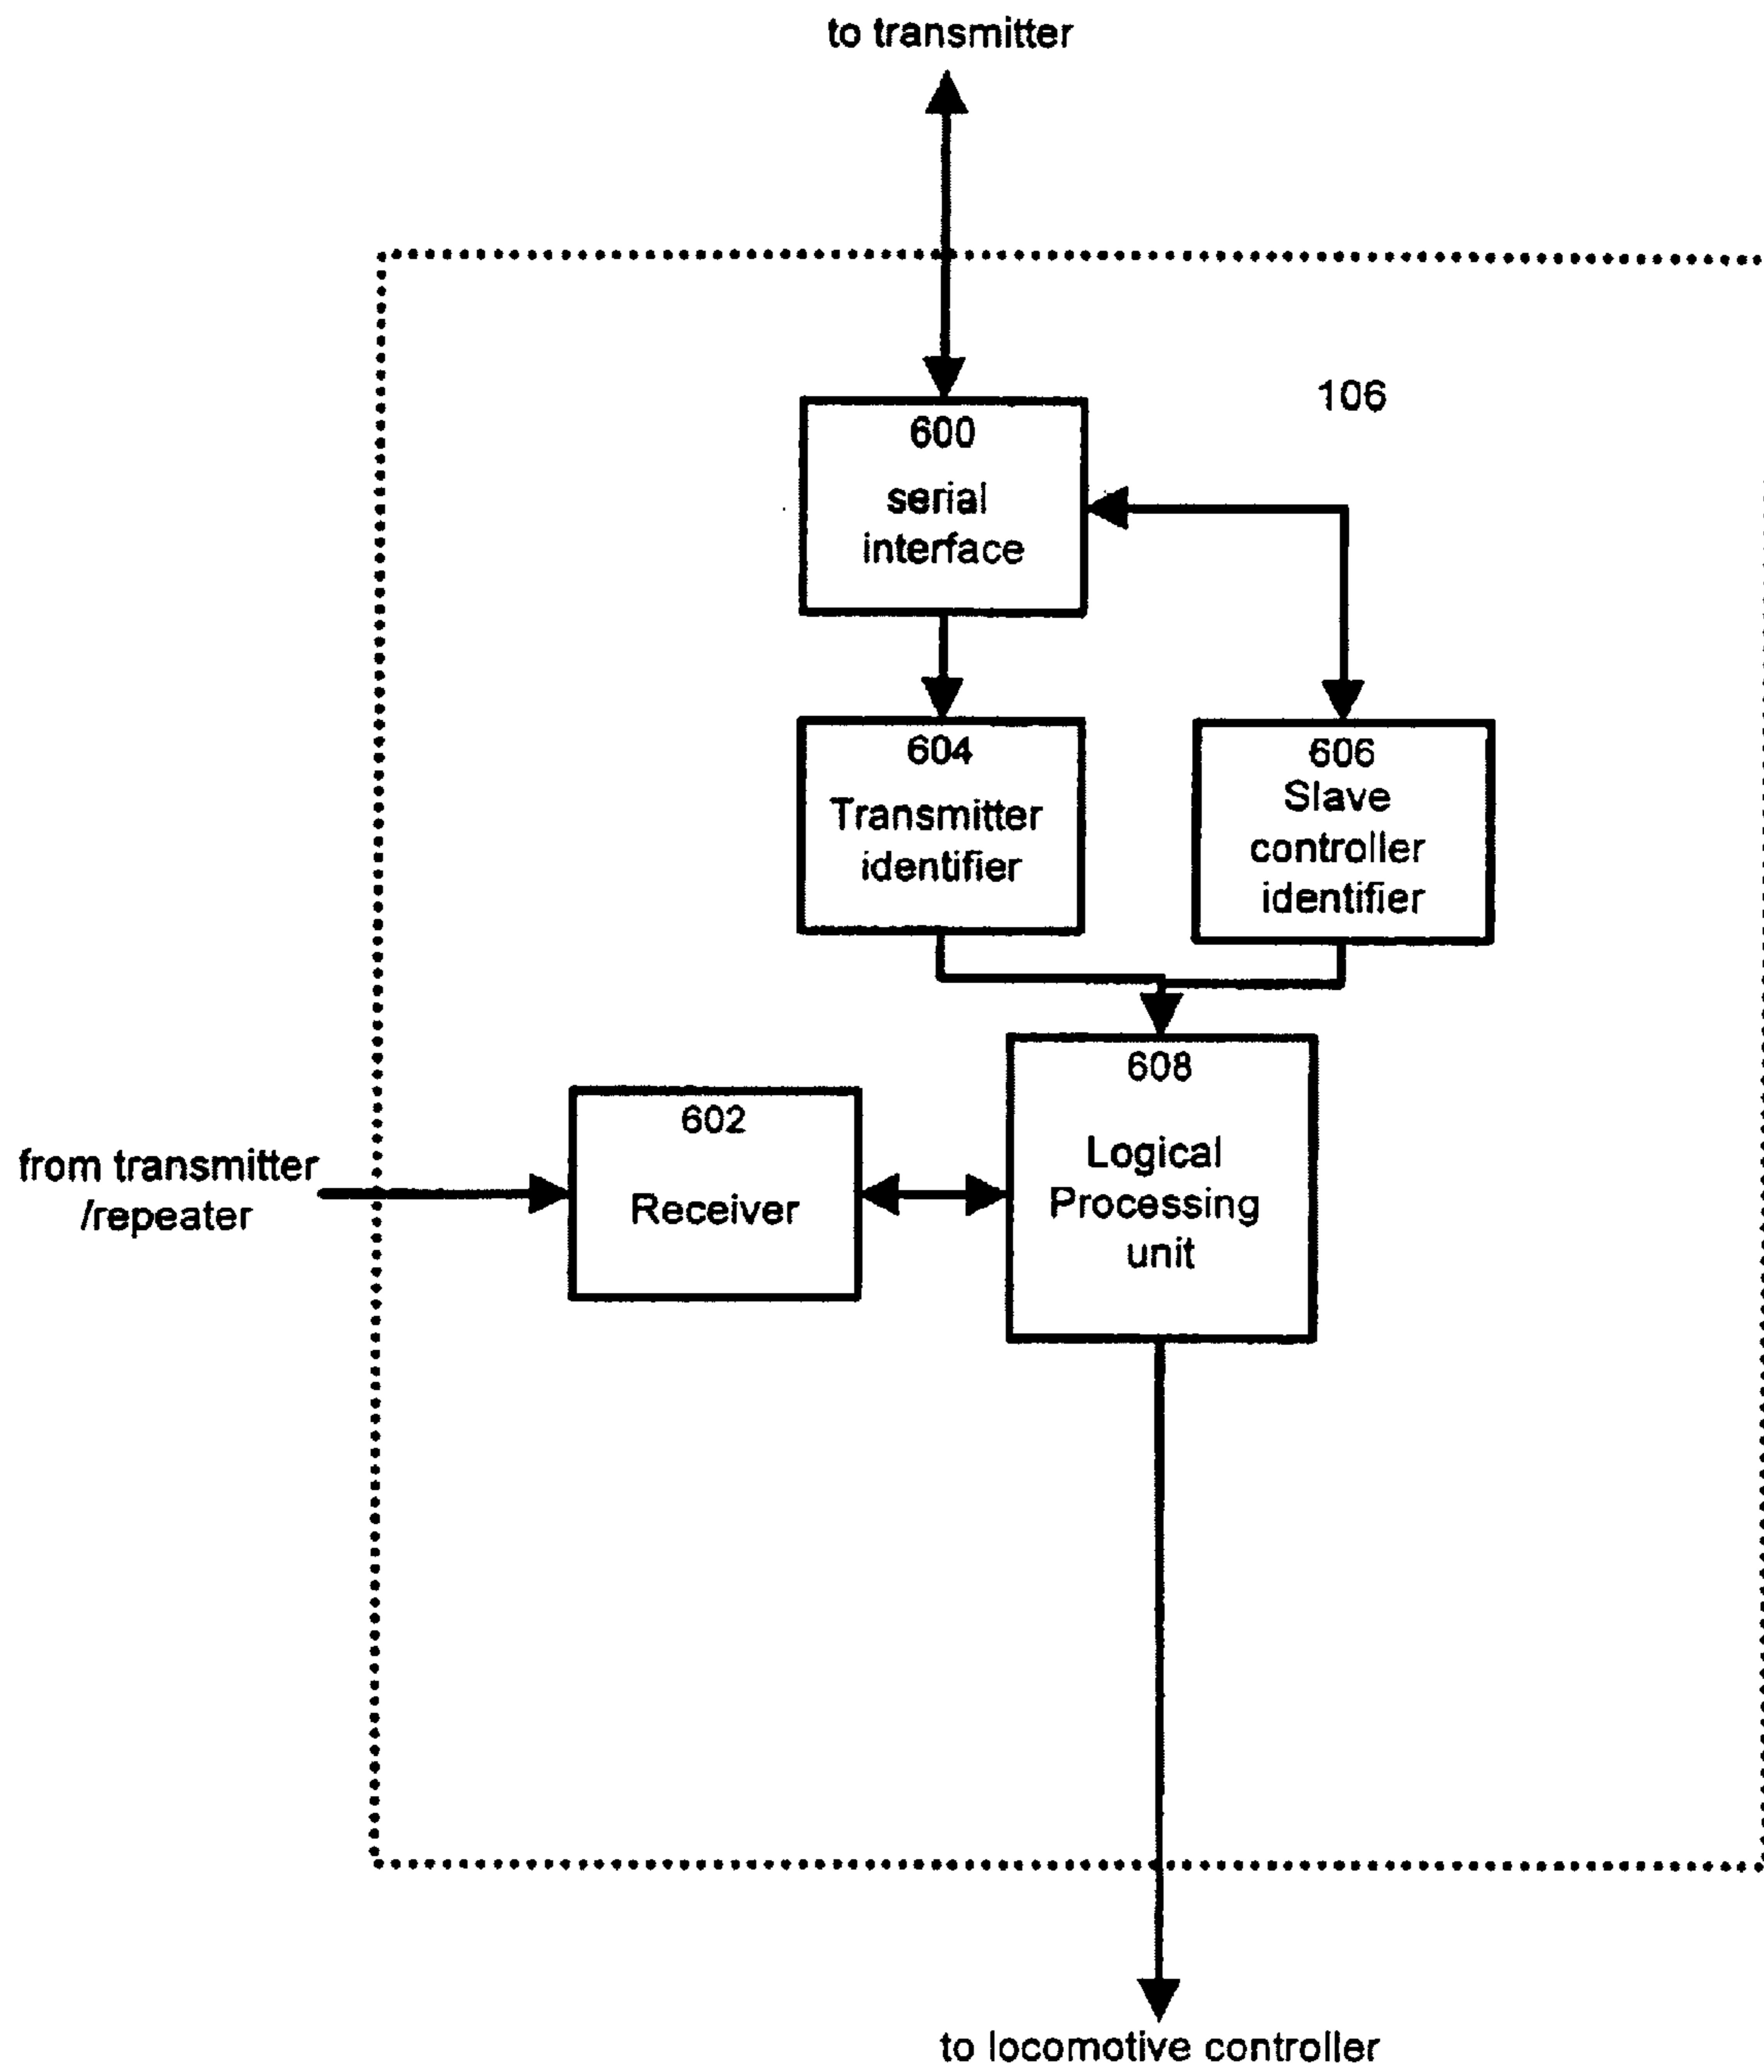 to transmitter
106
600
serial
interface
604
Transmitter
identifier
606
Slave
controller
identifier
608
Logical
Processing
unit
602
Receiver
from transmitter
/repeater
to locomotive controller